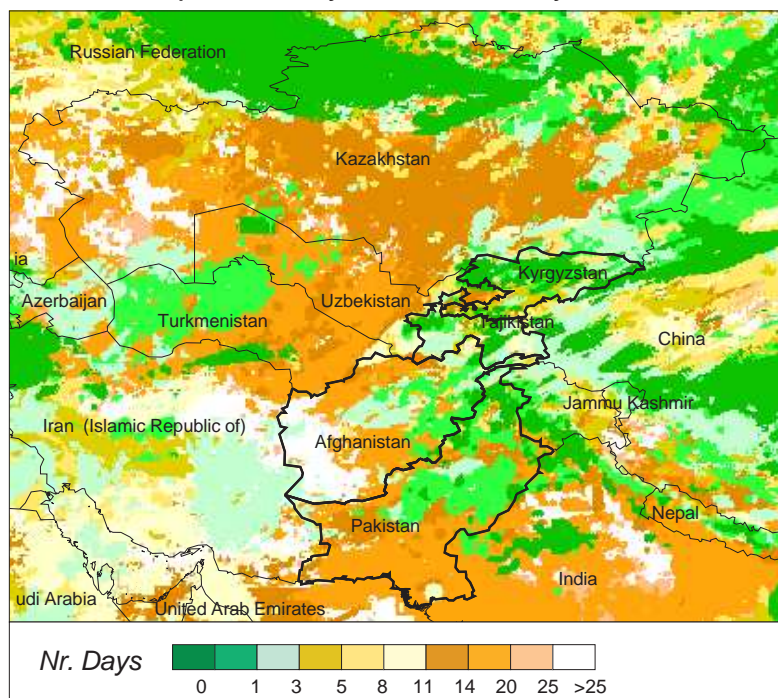 Russian Federation
Kazakhstan
ia
Kyrgyzstan
Azerbaijan
Uzbekistan
Turkmenistan
Tajikistan
China
Jammu Kashmir
Iran (Islamic Republic of)
Afghanistan
Nepal
Pakistan
India
udi Arabia
United Arab Emirates
Nr. Days
0 1 3 5 8 11 14 20 25 >25